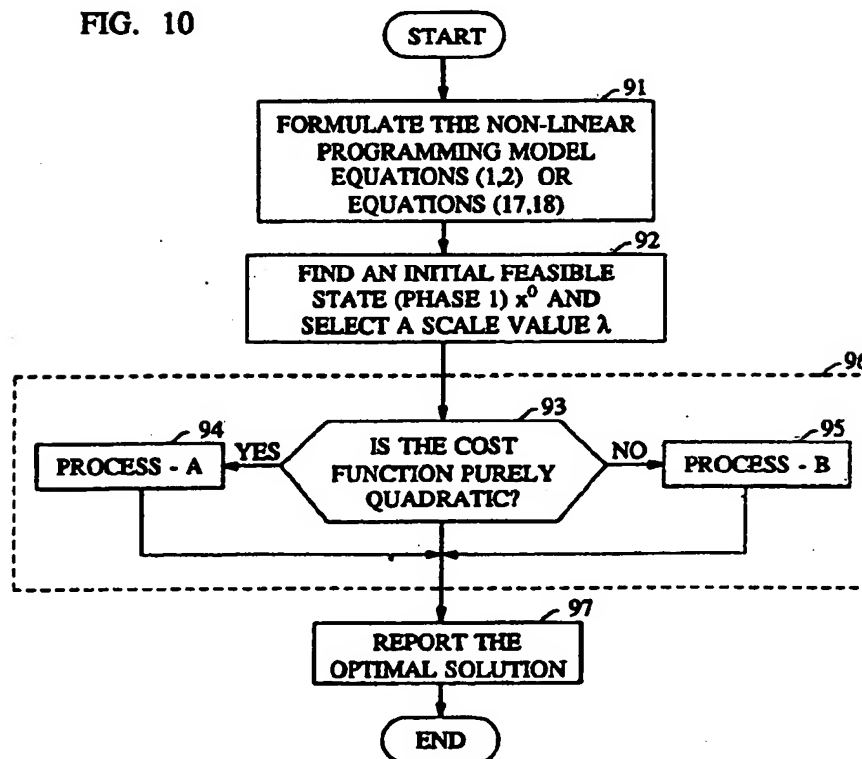 FIG. 10
START
91
FORMULATE THE NON-LINEAR
PROGRAMMING MODEL
EQUATIONS (1,2) OR
EQUATIONS (17,18)
92
FIND AN INITIAL FEASIBLE
STATE (PHASE 1) x⁰ AND
SELECT A SCALE VALUE λ
96
93
IS THE COST
FUNCTION PURELY
QUADRATIC?
94
YES
PROCESS - A
NO
95
PROCESS - B
97
REPORT THE
OPTIMAL SOLUTION
END